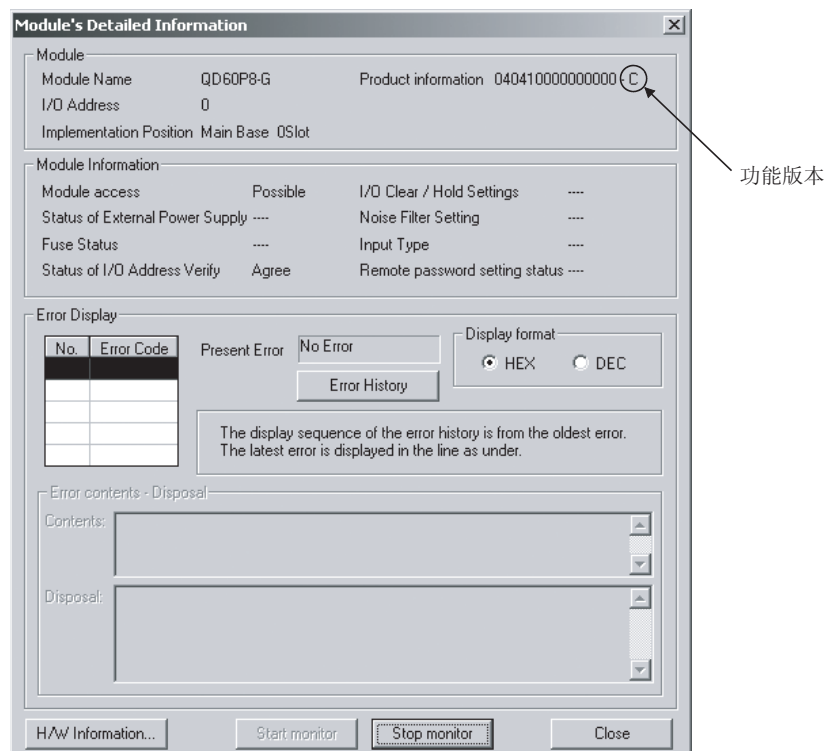 Module's Detailed Information
Module
Module Name QD60P8-G Product information 040410000000000 - C
I/O Address 0
Implementation Position Main Base 0Slot
功能版本
Module Information
Module access Possible I/O Clear / Hold Settings ----
Status of External Power Supply ---- Noise Filter Setting ----
Fuse Status ---- Input Type ----
Status of I/O Address Verify Agree Remote password setting status ----
Error Display
No. Error Code
Present Error No Error
Display format
HEX DEC
Error History
The display sequence of the error history is from the oldest error.
The latest error is displayed in the line as under.
Error contents - Disposal
Contents:
Disposal:
H/W Information... Start monitor Stop monitor Close